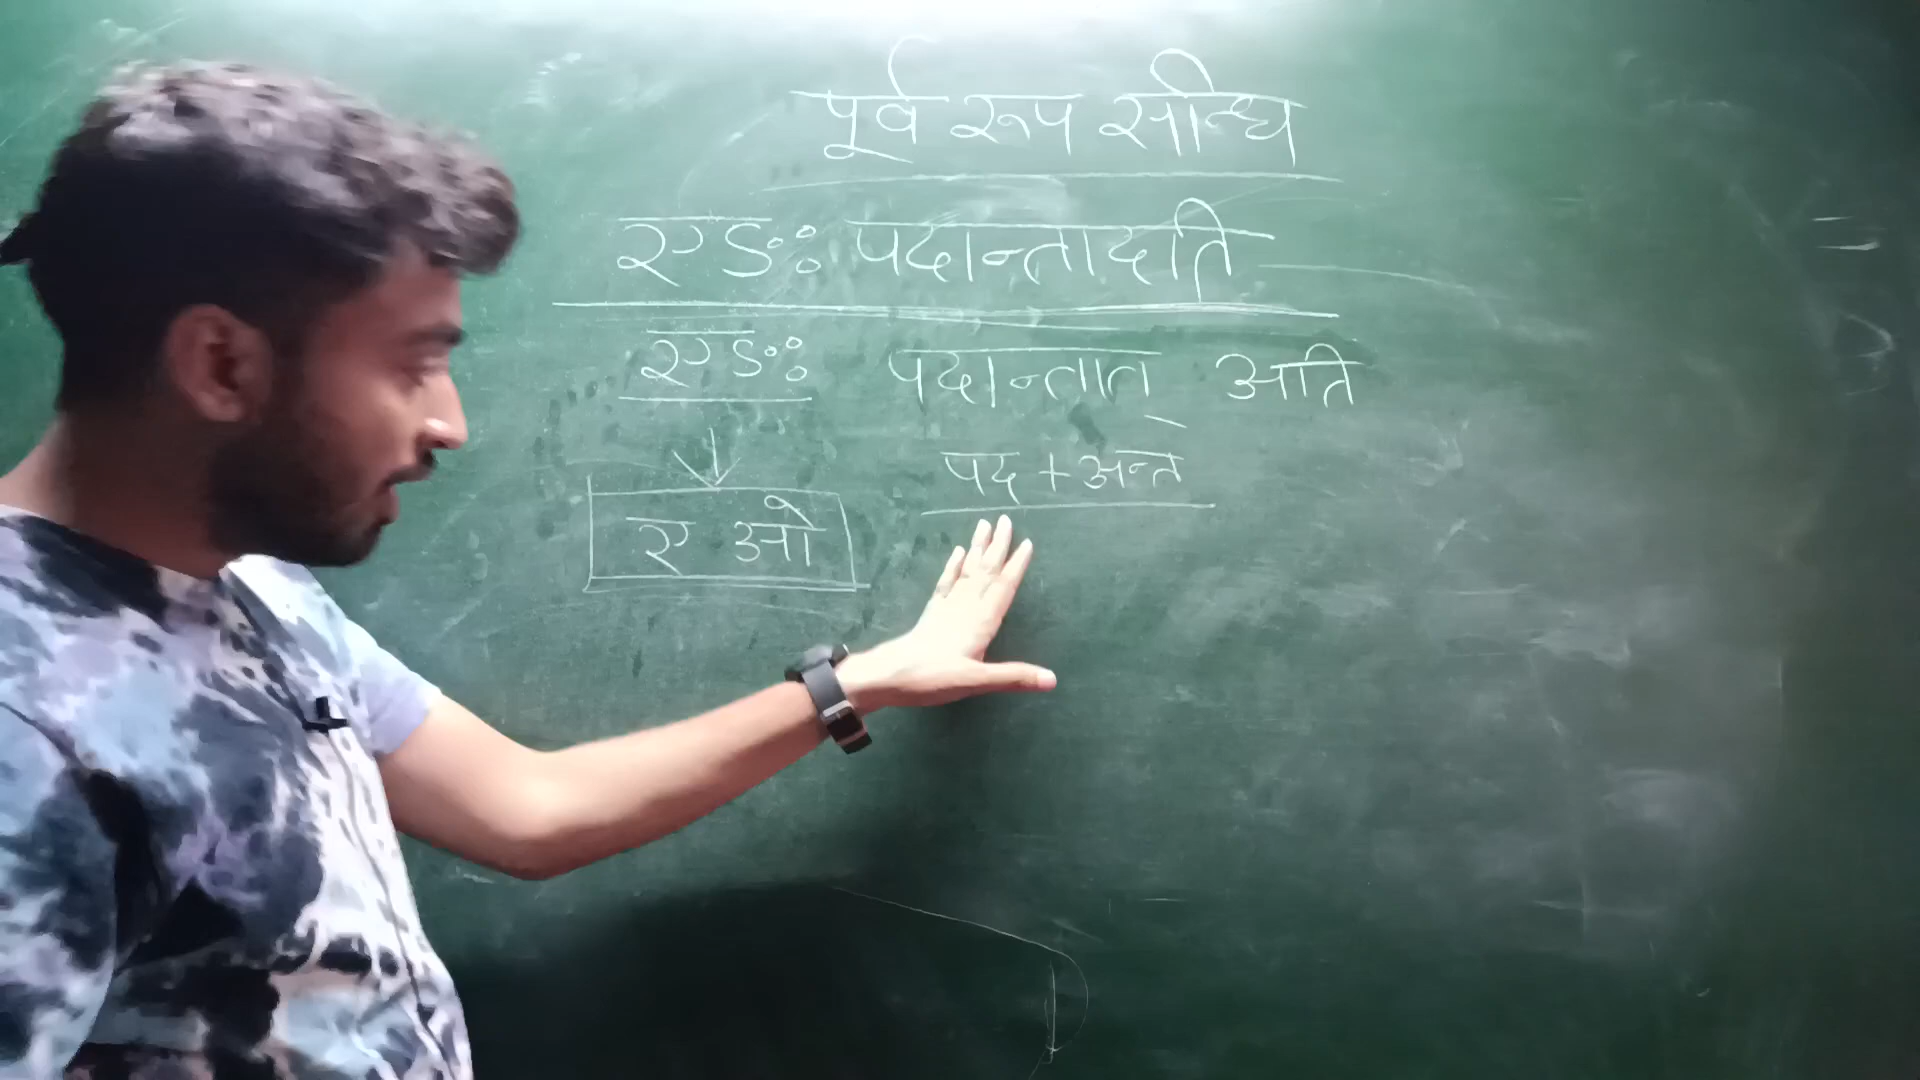 पूर्व रूप सन्धि
एङः पदान्तादति
एङः पदान्तात् अति
पद + अन्त
ए ओ